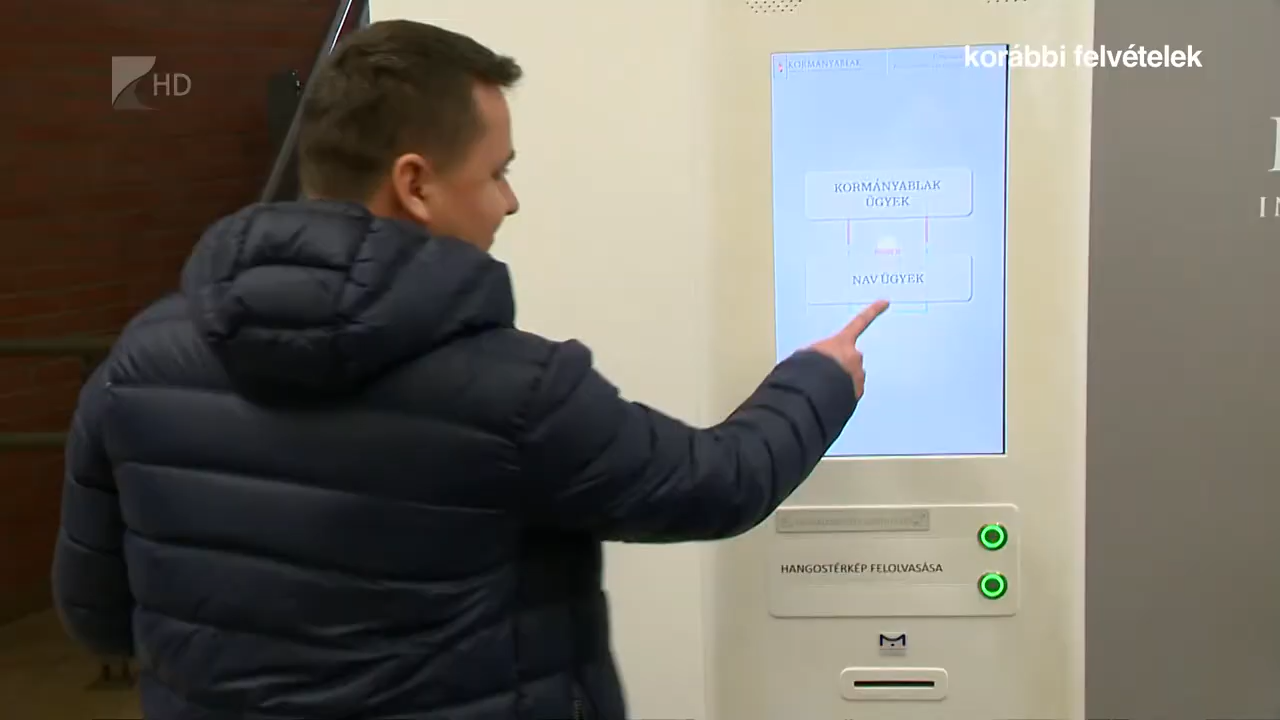 HD
korábbi felvételek
KORMÁNYABLAK
KORMÁNYABLAK
ÜGYEK
NAV ÜGYEK
HANGOSTÉRKÉP FELOLVASÁSA